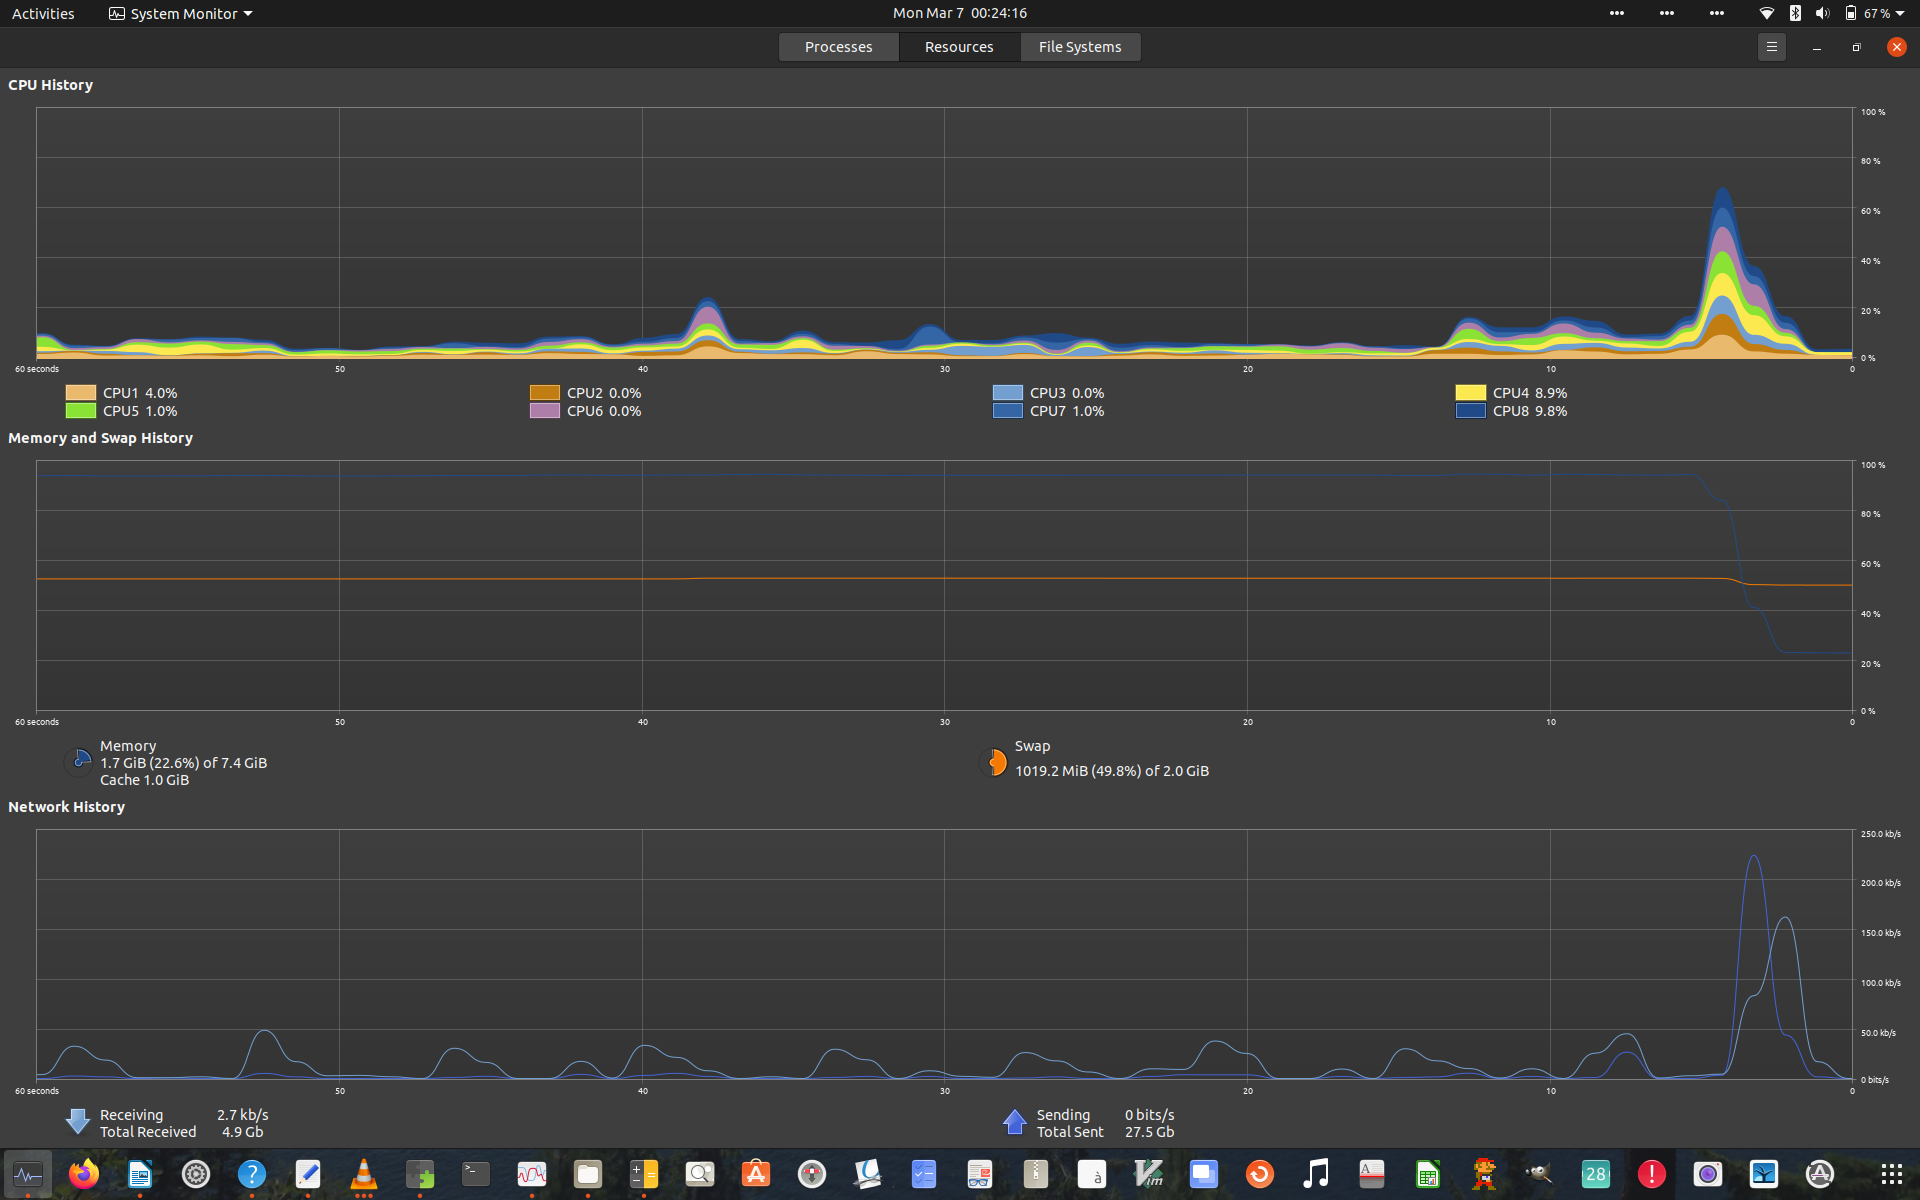 Activities System Monitor Mon Mar 7 00:24:16 67 %
Processes Resources File Systems
CPU History
100 %
80 %
60 %
40 %
20 %
0 %
60 seconds 50 40 30 20 10 0
CPU1 4.0% CPU2 0.0% CPU3 0.0% CPU4 8.9%
CPU5 1.0% CPU6 0.0% CPU7 1.0% CPU8 9.8%
Memory and Swap History
100 %
80 %
60 %
40 %
20 %
0 %
60 seconds 50 40 30 20 10 0
Memory
1.7 GiB (22.6%) of 7.4 GiB
Cache 1.0 GiB
Swap
1019.2 MiB (49.8%) of 2.0 GiB
Network History
250.0 kb/s
200.0 kb/s
150.0 kb/s
100.0 kb/s
50.0 kb/s
0 bits/s
60 seconds 50 40 30 20 10 0
Receiving 2.7 kb/s Sending 0 bits/s
Total Received 4.9 Gb Total Sent 27.5 Gb
? >_ à Vim A 28 !